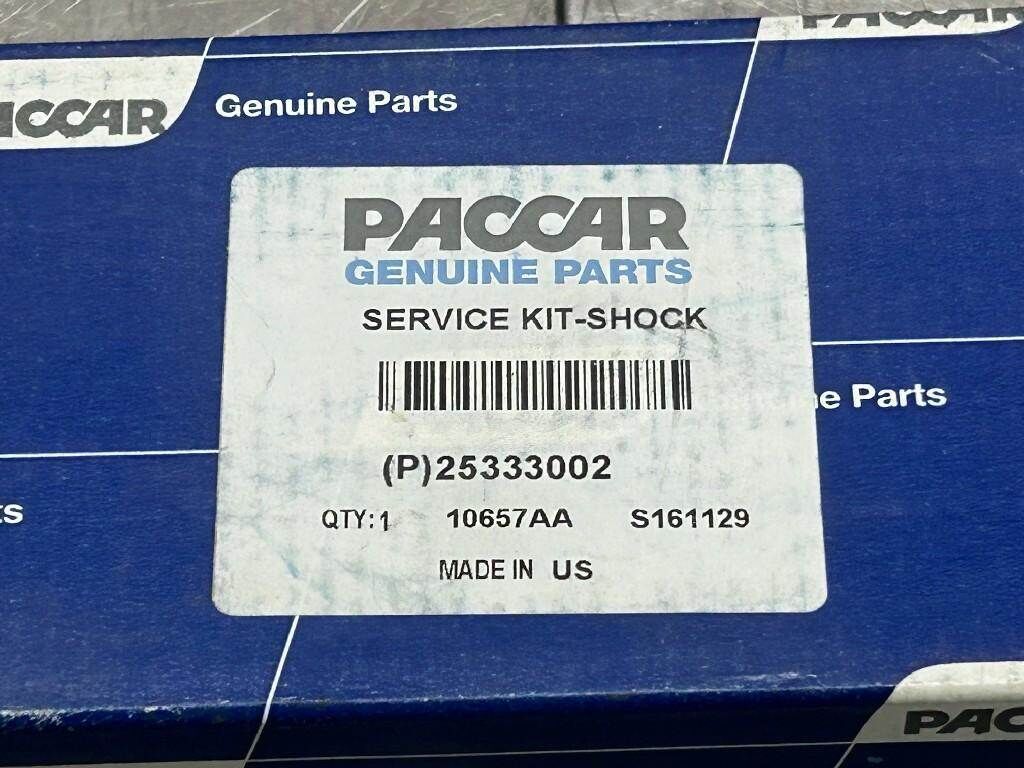 PACCAR
PACCAR Genuine Parts
PACCAR
GENUINE PARTS
SERVICE KIT-SHOCK
e Parts
(P)25333002
QTY:1 10657AA S161129
ts
MADE IN US
PAC